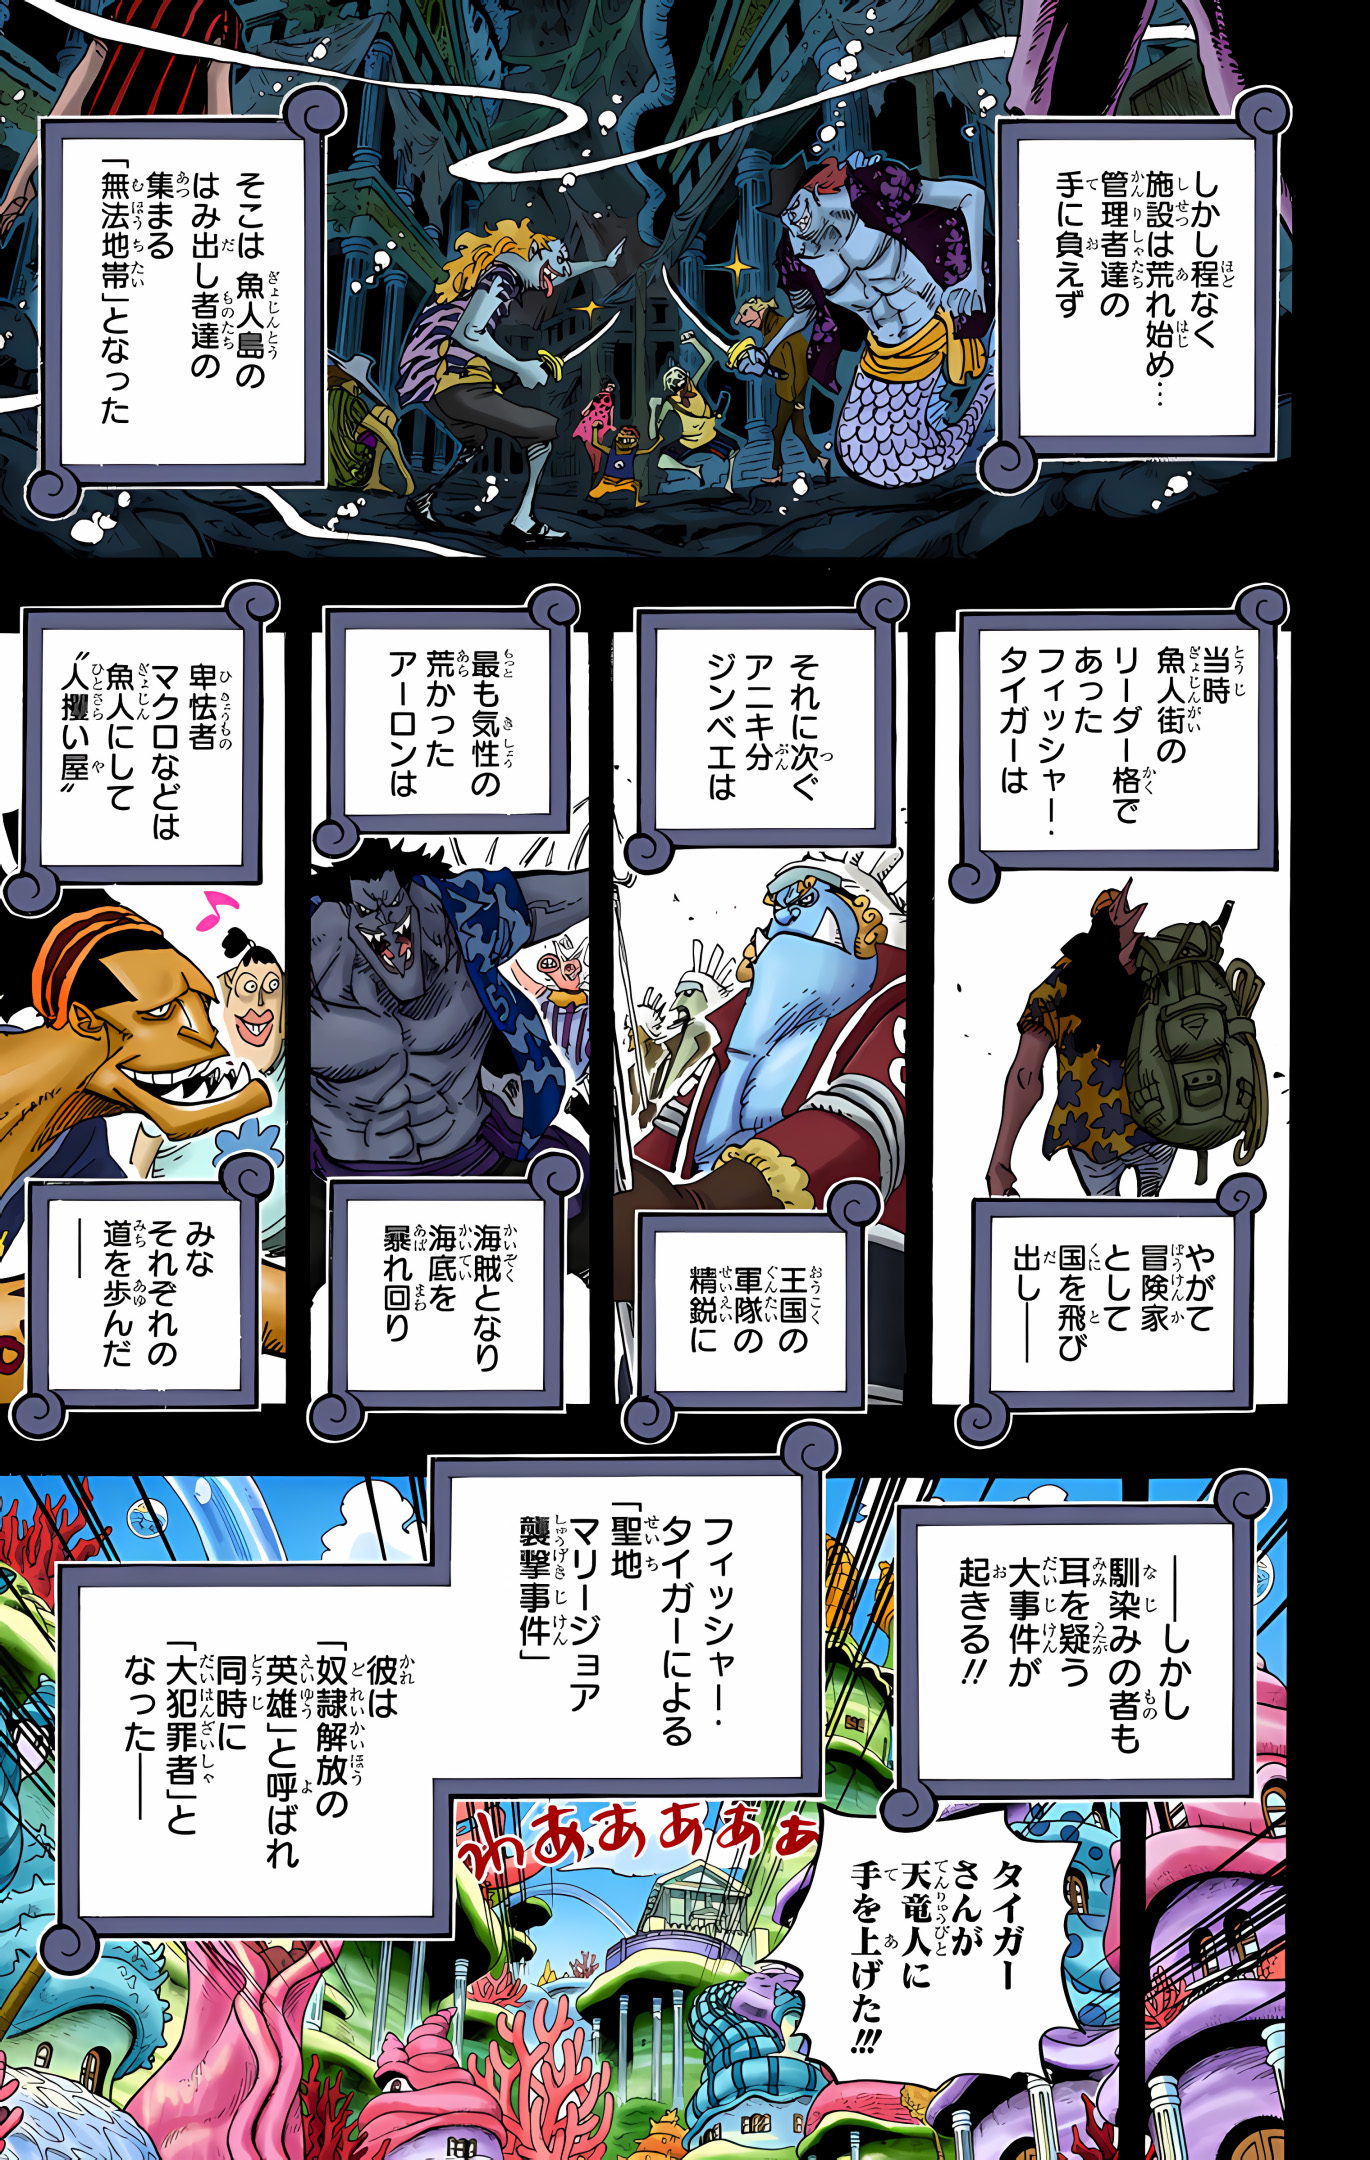 しかし程なく
施設は荒れ始め…
管理者達の
手に負えず
そこは魚人島の
はみ出し者達の
集まる
「無法地帯」となった
当時
魚人街の
リーダー格で
あった
フィッシャー・
タイガーは
やがて
冒険家
として
国を飛び
出し──
それに次ぐ
アニキ分
ジンベエは
王国の
軍隊の
精鋭に
最も気性の
荒かった
アーロンは
海賊となり
海底を
暴れ回り
卑怯者
マクロなどは
魚人にして
〝人攫い屋〟
みな
それぞれの
道を歩んだ
──
──しかし
馴染みの者も
耳を疑う
大事件が
起きる!!
フィッシャー・
タイガーによる
「聖地
マリージョア
襲撃事件」
彼は
「奴隷解放の
英雄」と呼ばれ
同時に
「大犯罪者」と
なった──
タイガー
さんが
天竜人に
手を上げた!!!
わあああああ